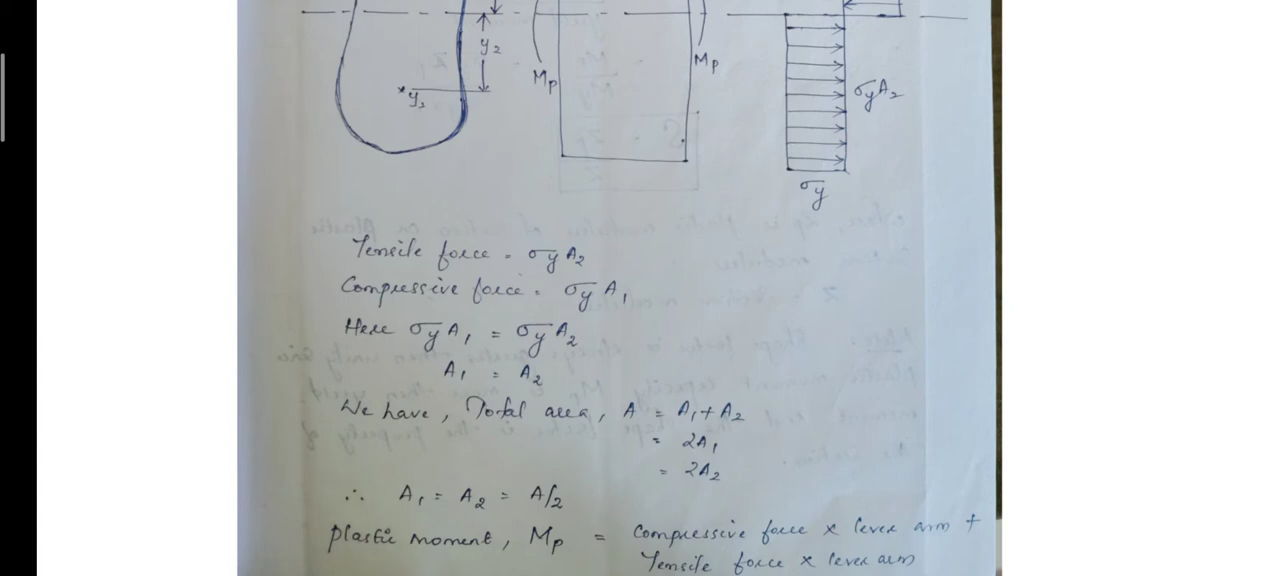 y₂
Mp
Mp
y₁
σy A₂
σy
Tensile force = σy A₂
Compressive force = σy A₁
Here σy A₁ = σy A₂
A₁ = A₂
We have, Total area, A = A₁ + A₂
= 2A₁
= 2A₂
∴ A₁ = A₂ = A/2
plastic moment, Mp = compressive force × lever arm +
Tensile force × lever arm